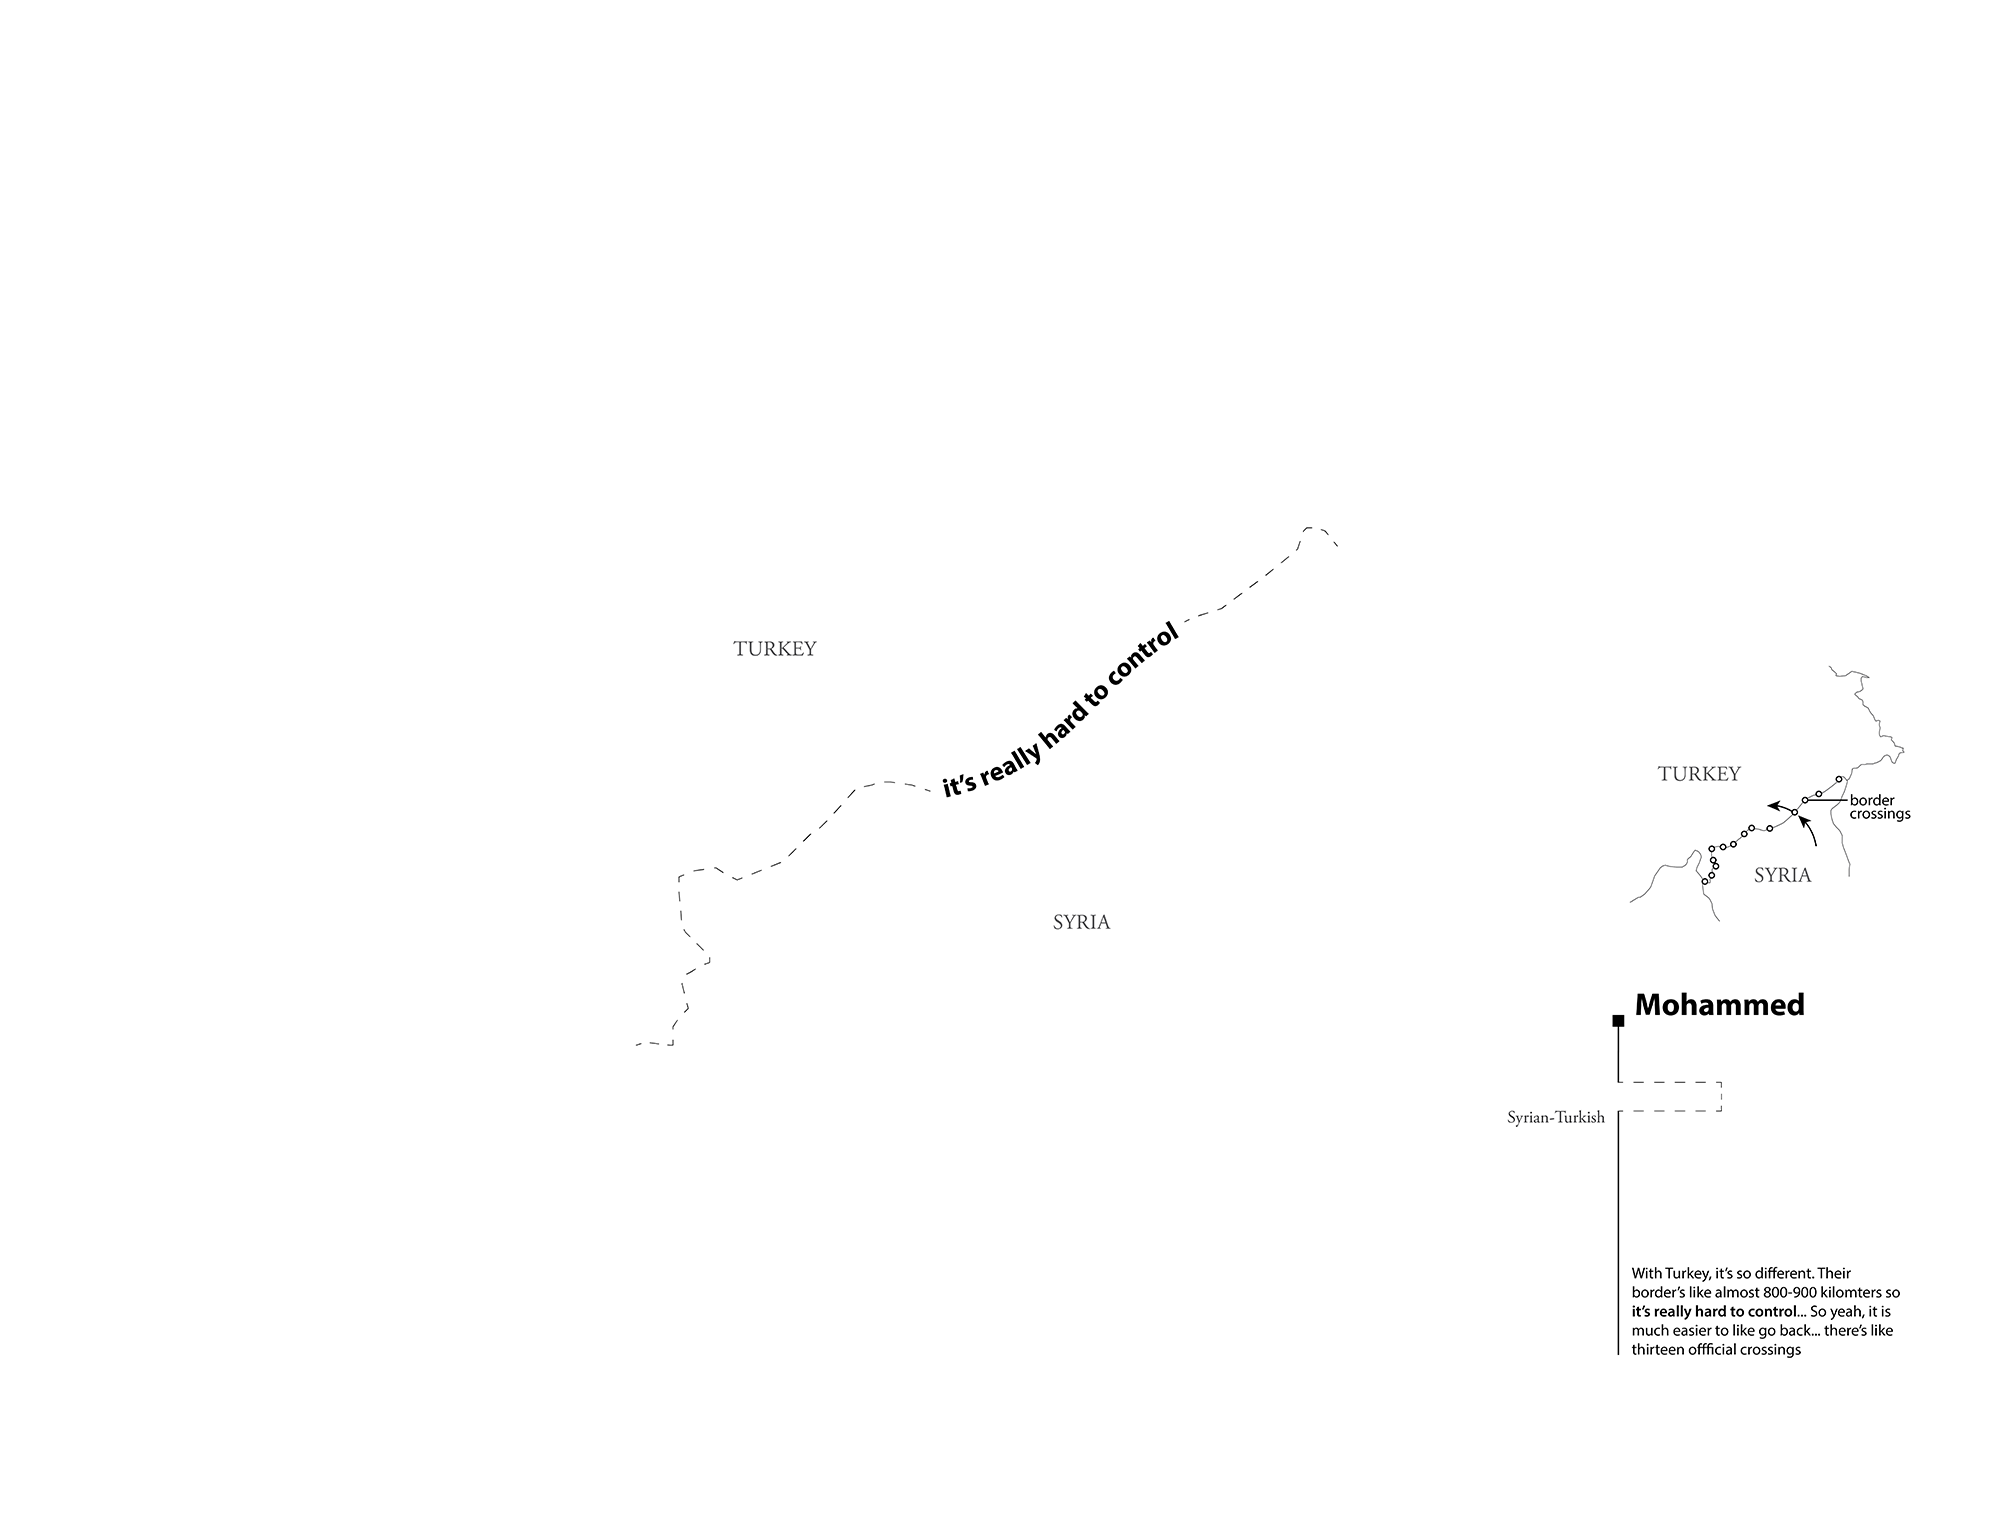 TURKEY
it's really hard to control
SYRIA
TURKEY
border
crossings
SYRIA
Mohammed
Syrian-Turkish
With Turkey, it's so different. Their
border's like almost 800-900 kilomters so
it's really hard to control... So yeah, it is
much easier to like go back... there's like
thirteen offficial crossings